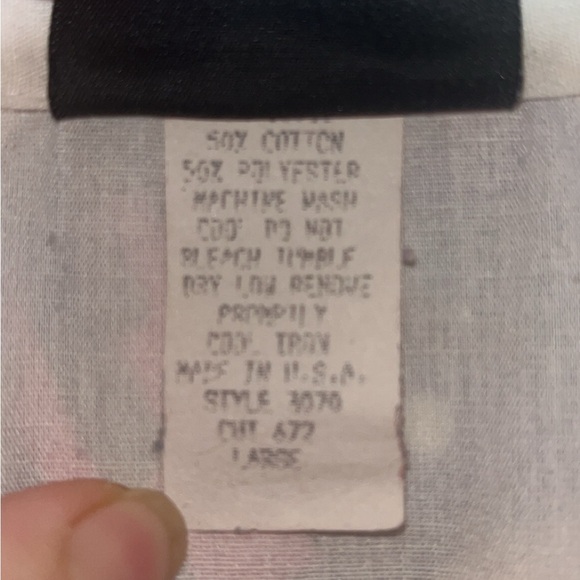 50% COTTON
50% POLYESTER
MACHINE WASH
COOL DO NOT
BLEACH TUMBLE
DRY LOW REMOVE
PROMPTLY
COOL IRON
MADE IN U.S.A.
STYLE 3070
CUT 672
LARGE